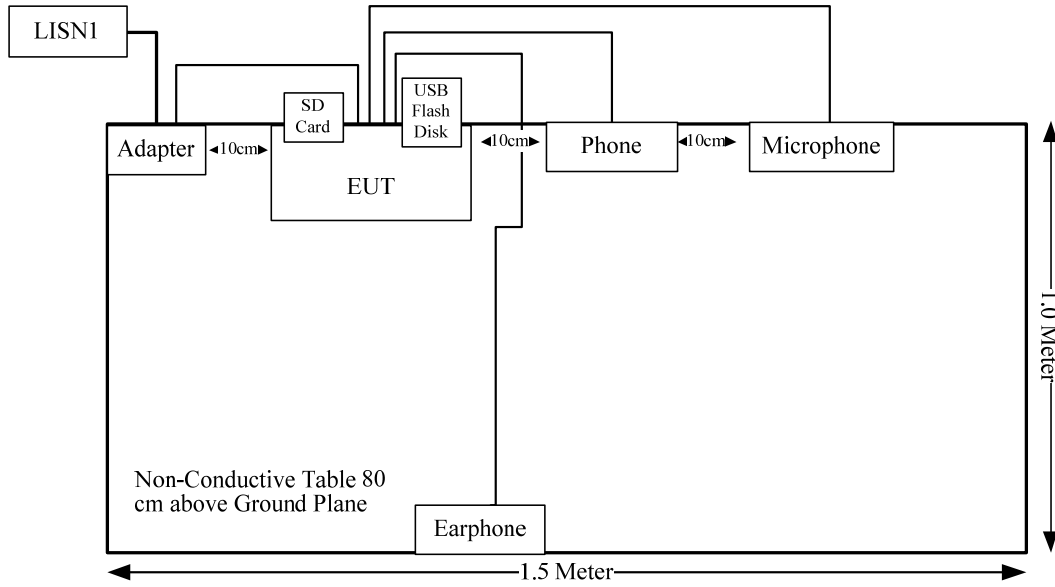 LISN1
SD
Card
USB
Flash
Disk
Adapter
10cm
EUT
10cm
Phone
10cm
Microphone
1.0 Meter
Non-Conductive Table 80
cm above Ground Plane
Earphone
1.5 Meter